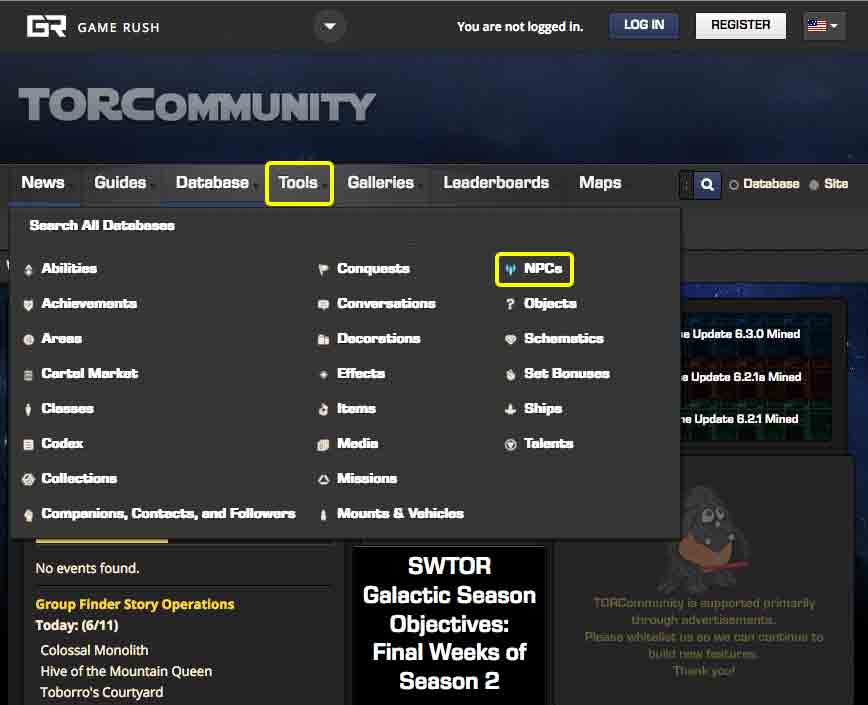 GR GAME RUSH
You are not logged in.
LOG IN
REGISTER
TORCOMMUNITY
News Guides Database Tools Galleries Leaderboards Maps
Database Site
Search All Databases
Abilities Conquests NPCs
Achievements Conversations Objects
Areas Decorations Schematics
Cartel Market Effects Set Bonuses
Classes Items Ships
Codex Media Talents
Collections Missions
Companions, Contacts, and Followers Mounts & Vehicles
e Update 6.3.0 Mined
e Update 6.2.1a Mined
ne Update 6.2.1 Mined
No events found.
Group Finder Story Operations
Today: (6/11)
Colossal Monolith
Hive of the Mountain Queen
Toborro's Courtyard
SWTOR
Galactic Season
Objectives:
Final Weeks of
Season 2
TORCommunity is supported primarily
through advertisements.
Please whitelist us so we can continue to
build new features.
Thank you!